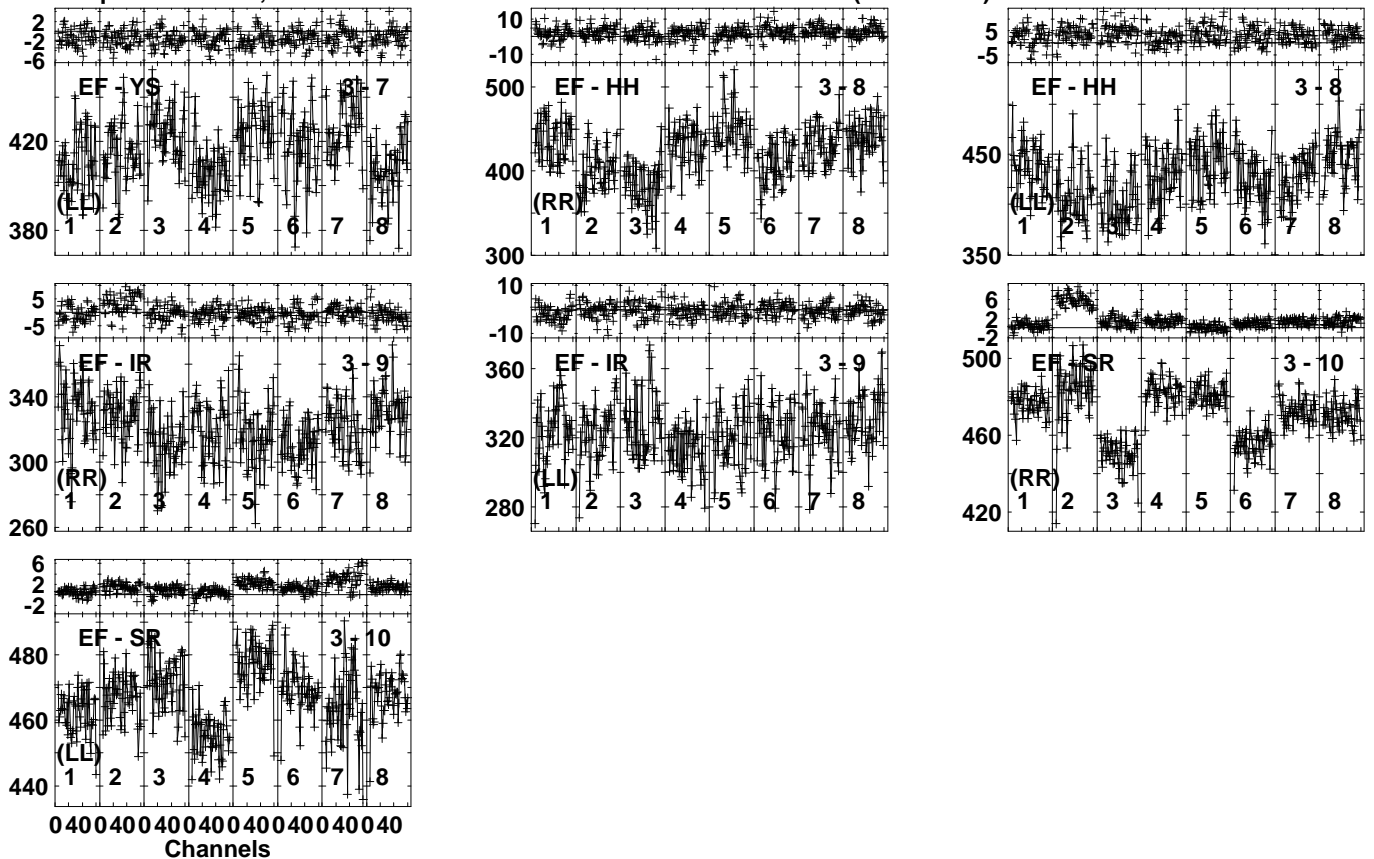 2
-2
-6
EF - YS 3 - 7
420
(LL)
380
1 2 3 4 5 6 7 8
10
-10
500
EF - HH 3 - 8
400
(RR)
300
1 2 3 4 5 6 7 8
5
-5
EF - HH 3 - 8
450
(LL)
350
1 2 3 4 5 6 7 8
5
-5
EF - IR 3 - 9
340
300
(RR)
260
1 2 3 4 5 6 7 8
10
-10
360
EF - IR 3 - 9
320
(LL)
280
1 2 3 4 5 6 7 8
6
2
-2
500
EF - SR 3 - 10
460
(RR)
420
1 2 3 4 5 6 7 8
6
2
-2
EF - SR 3 - 10
480
460
(LL)
440
1 2 3 4 5 6 7 8
0 40 0 40 0 40 0 40 0 40 0 40 0 40 0 40
Channels